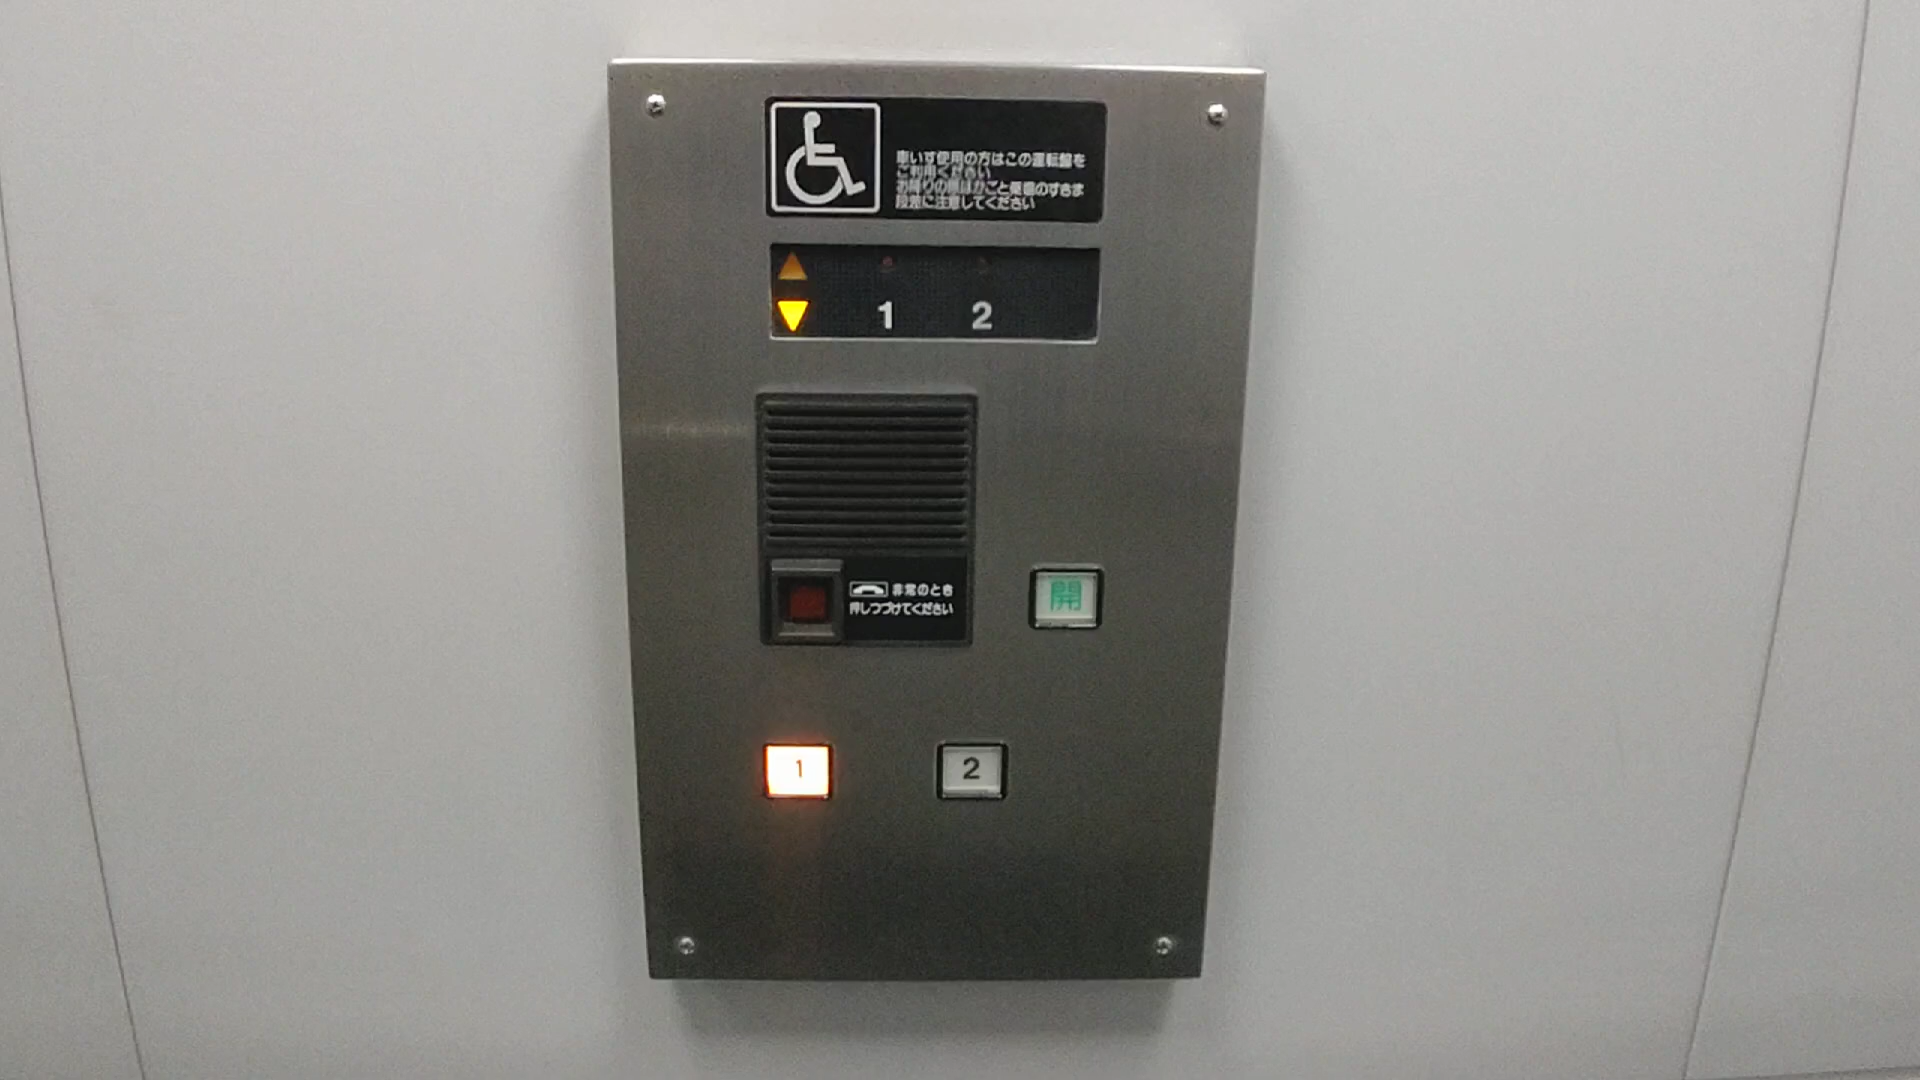 車いす使用の方はこの運転盤を
ご利用ください
お降りの際はかごと乗場のすきま
段差に注意してください
1 2
非常のとき
押しつづけてください
開
1 2